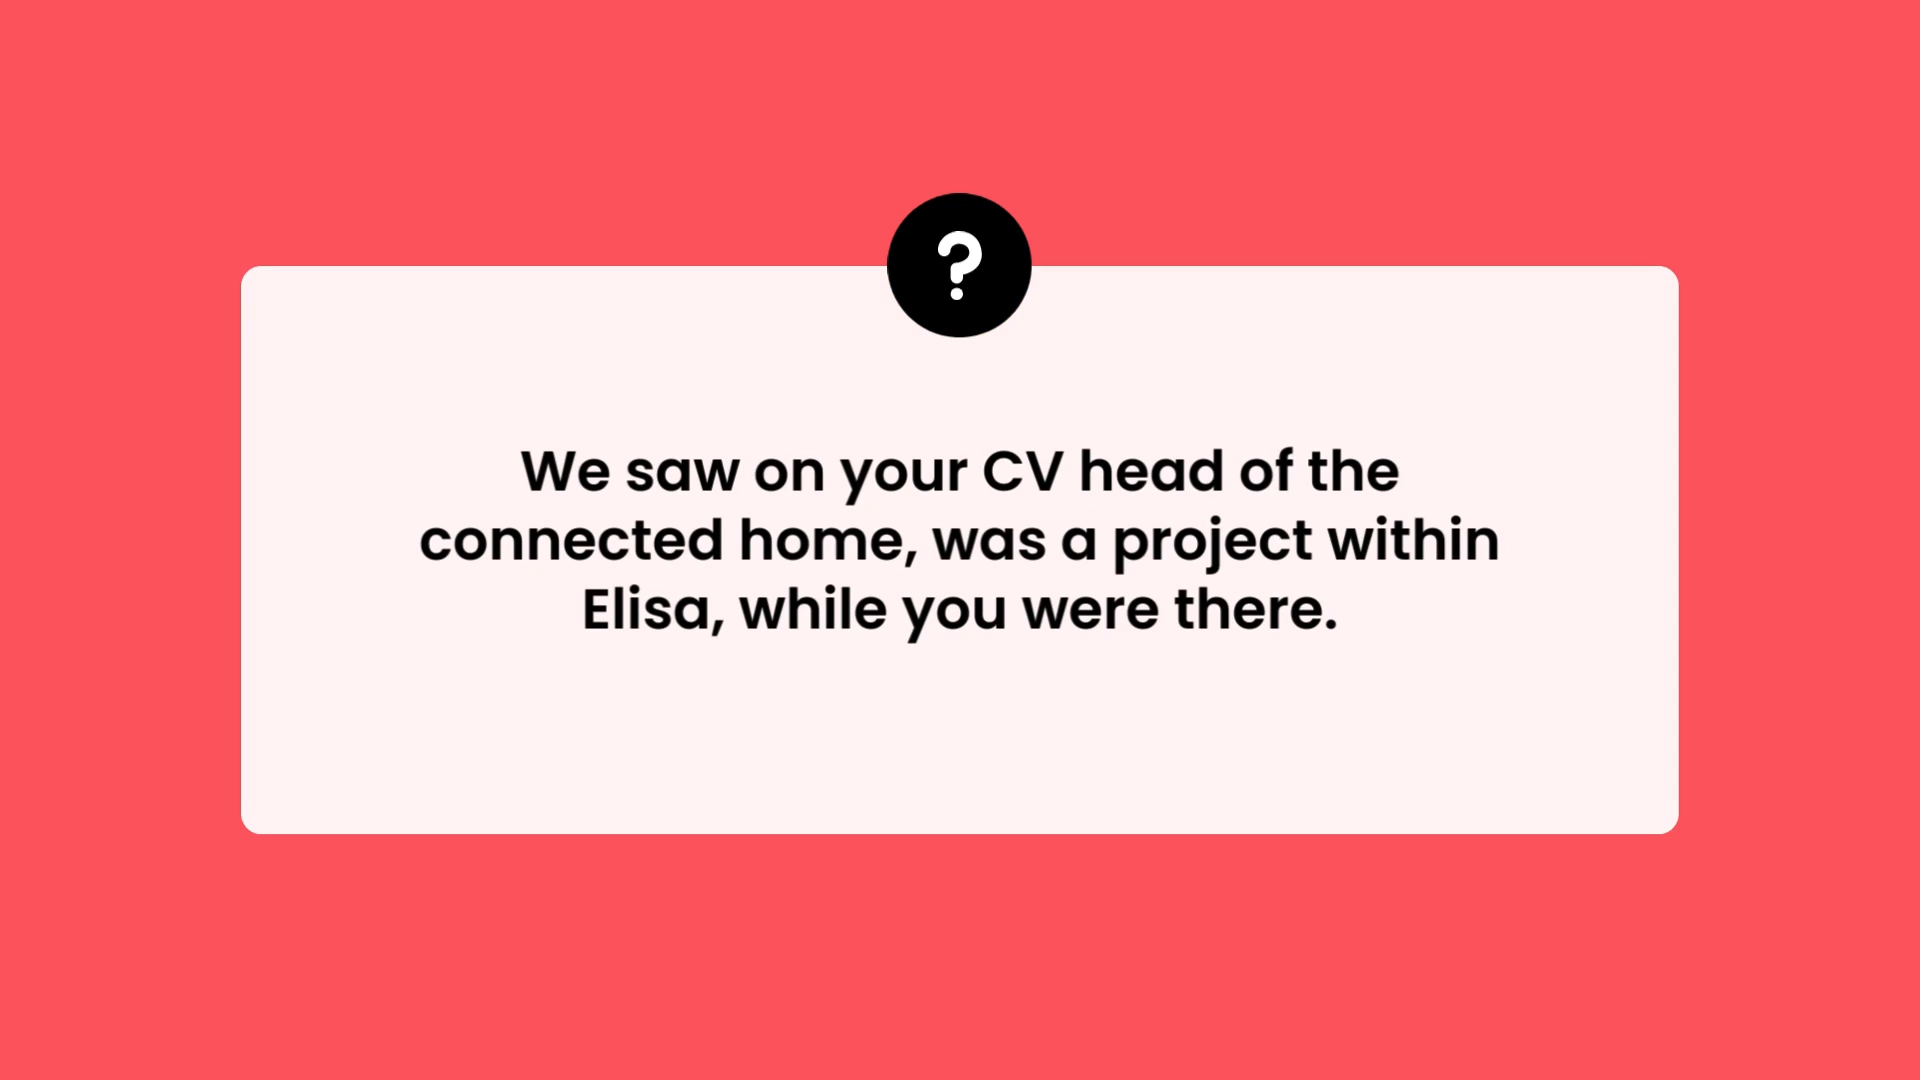 ?
We saw on your CV head of the
connected home, was a project within
Elisa, while you were there.